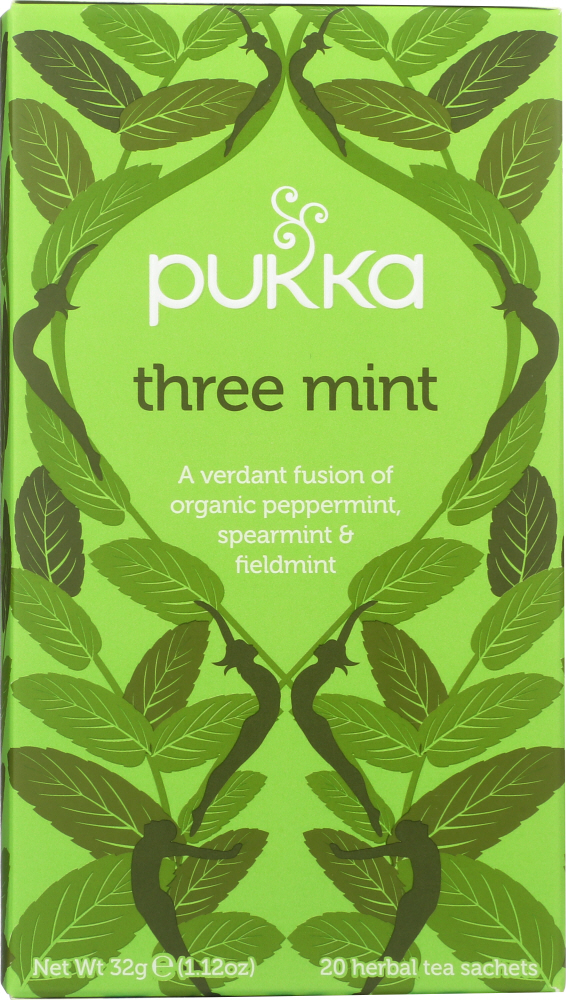 pukka
three mint
A verdant fusion of
organic peppermint,
spearmint &
fieldmint
Net Wt 32g ℮ (1.12oz)
20 herbal tea sachets